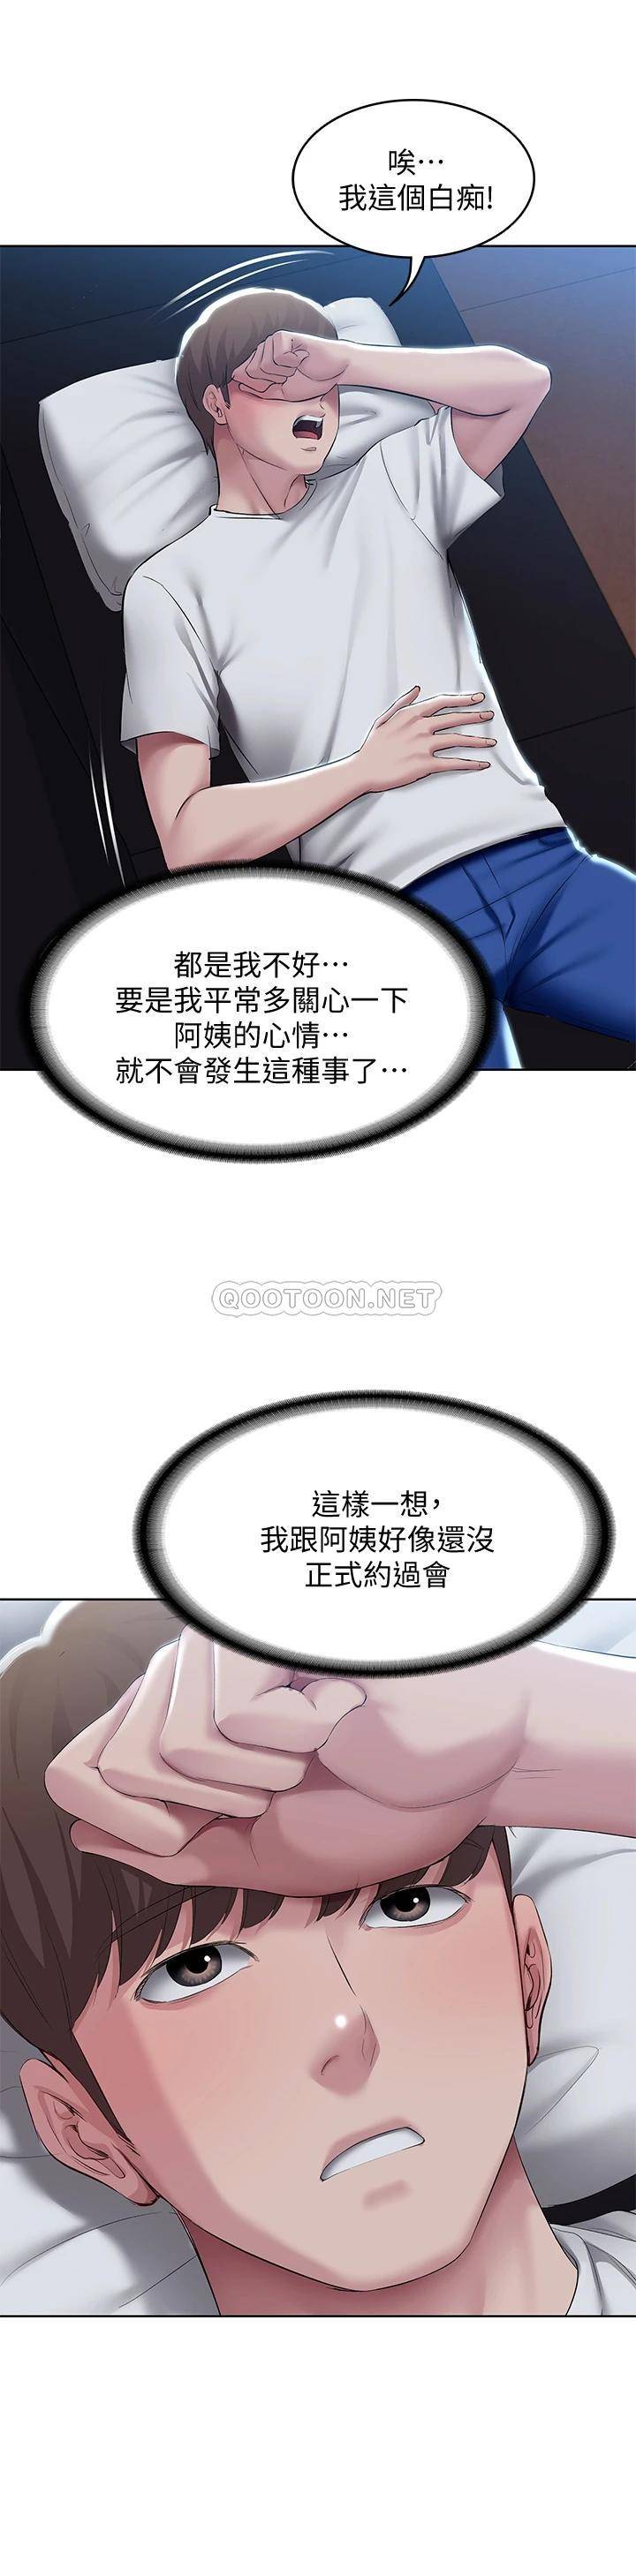 唉⋯
我這個白痴!
都是我不好⋯
要是我平常多關心一下
阿姨的心情⋯
就不會發生這種事了⋯
QOOTOON.NET
這樣一想，
我跟阿姨好像還沒
正式約過會